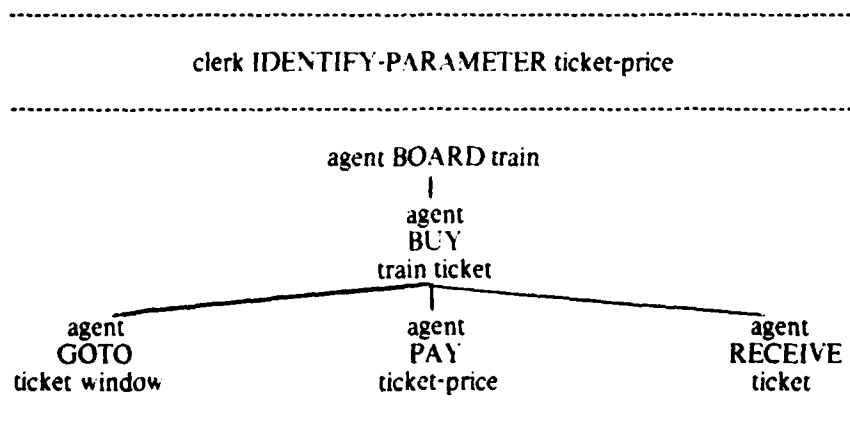 clerk IDENTIFY-PARAMETER ticket-price
agent BOARD train
agent
BUY
train ticket
agent agent agent
GOTO PAY RECEIVE
ticket window ticket-price ticket